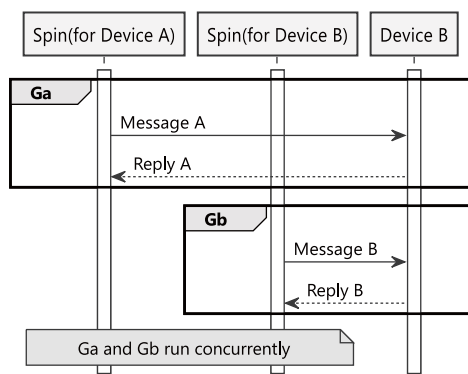 Spin(for Device A)
Spin(for Device B)
Device B
Ga
Message A
Reply A
Gb
Message B
Reply B
Ga and Gb run concurrently